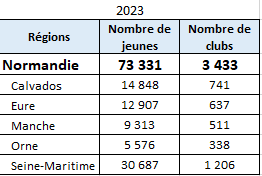 2023
Régions Nombre de jeunes Nombre de clubs
Normandie 73 331 3 433
Calvados 14 848 741
Eure 12 907 637
Manche 9 313 511
Orne 5 576 338
Seine-Maritime 30 687 1 206